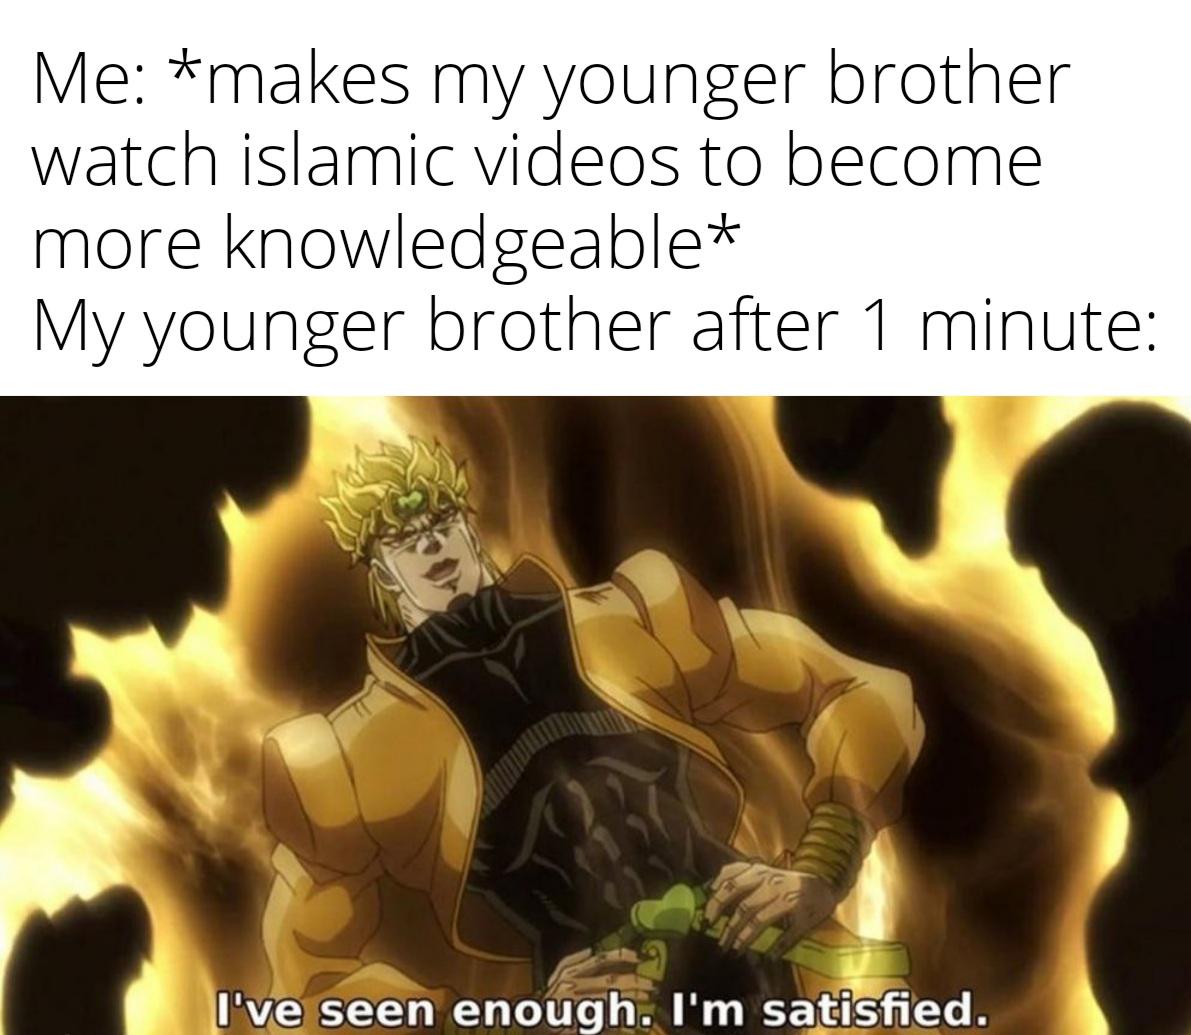 Me: *makes my younger brother
watch islamic videos to become
more knowledgeable*
My younger brother after 1 minute:
I've seen enough. I'm satisfied.